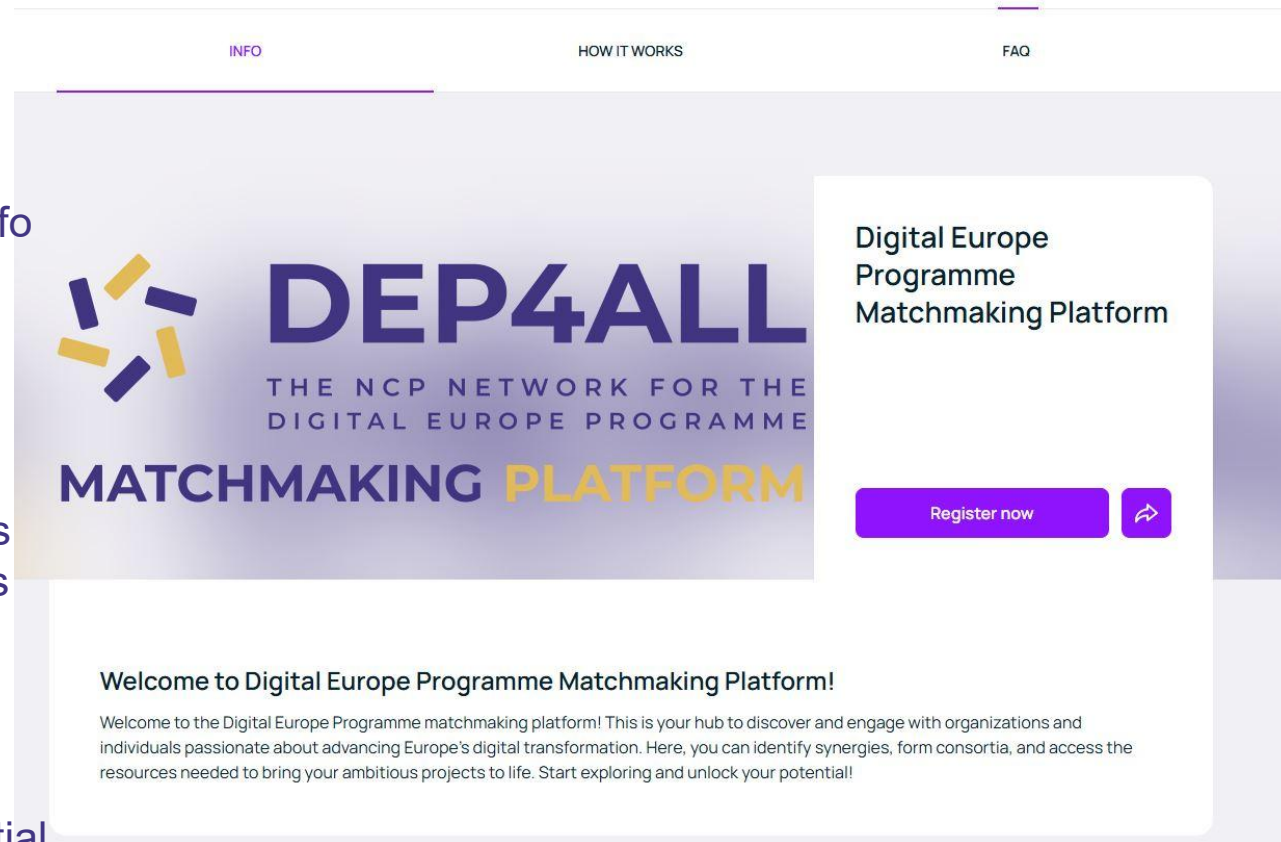 INFO
HOW IT WORKS
FAQ
fo
DEP4ALL
THE NCP NETWORK FOR THE
DIGITAL EUROPE PROGRAMME
MATCHMAKING PLATFORM
Digital Europe
Programme
Matchmaking Platform
Register now
s
s
Welcome to Digital Europe Programme Matchmaking Platform!
Welcome to the Digital Europe Programme matchmaking platform! This is your hub to discover and engage with organizations and
individuals passionate about advancing Europe's digital transformation. Here, you can identify synergies, form consortia, and access the
resources needed to bring your ambitious projects to life. Start exploring and unlock your potential!
tial